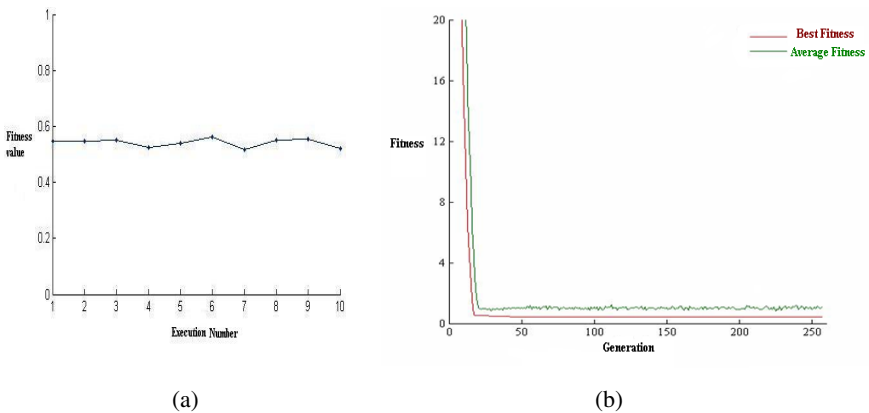 1
0.8
0.6
Fitness
value
0.4
0.2
0
1 2 3 4 5 6 7 8 9 10
Execution Number
(a)
20
Best Fitness
Average Fitness
16
12
Fitness
8
4
0
0 50 100 150 200 250
Generation
(b)